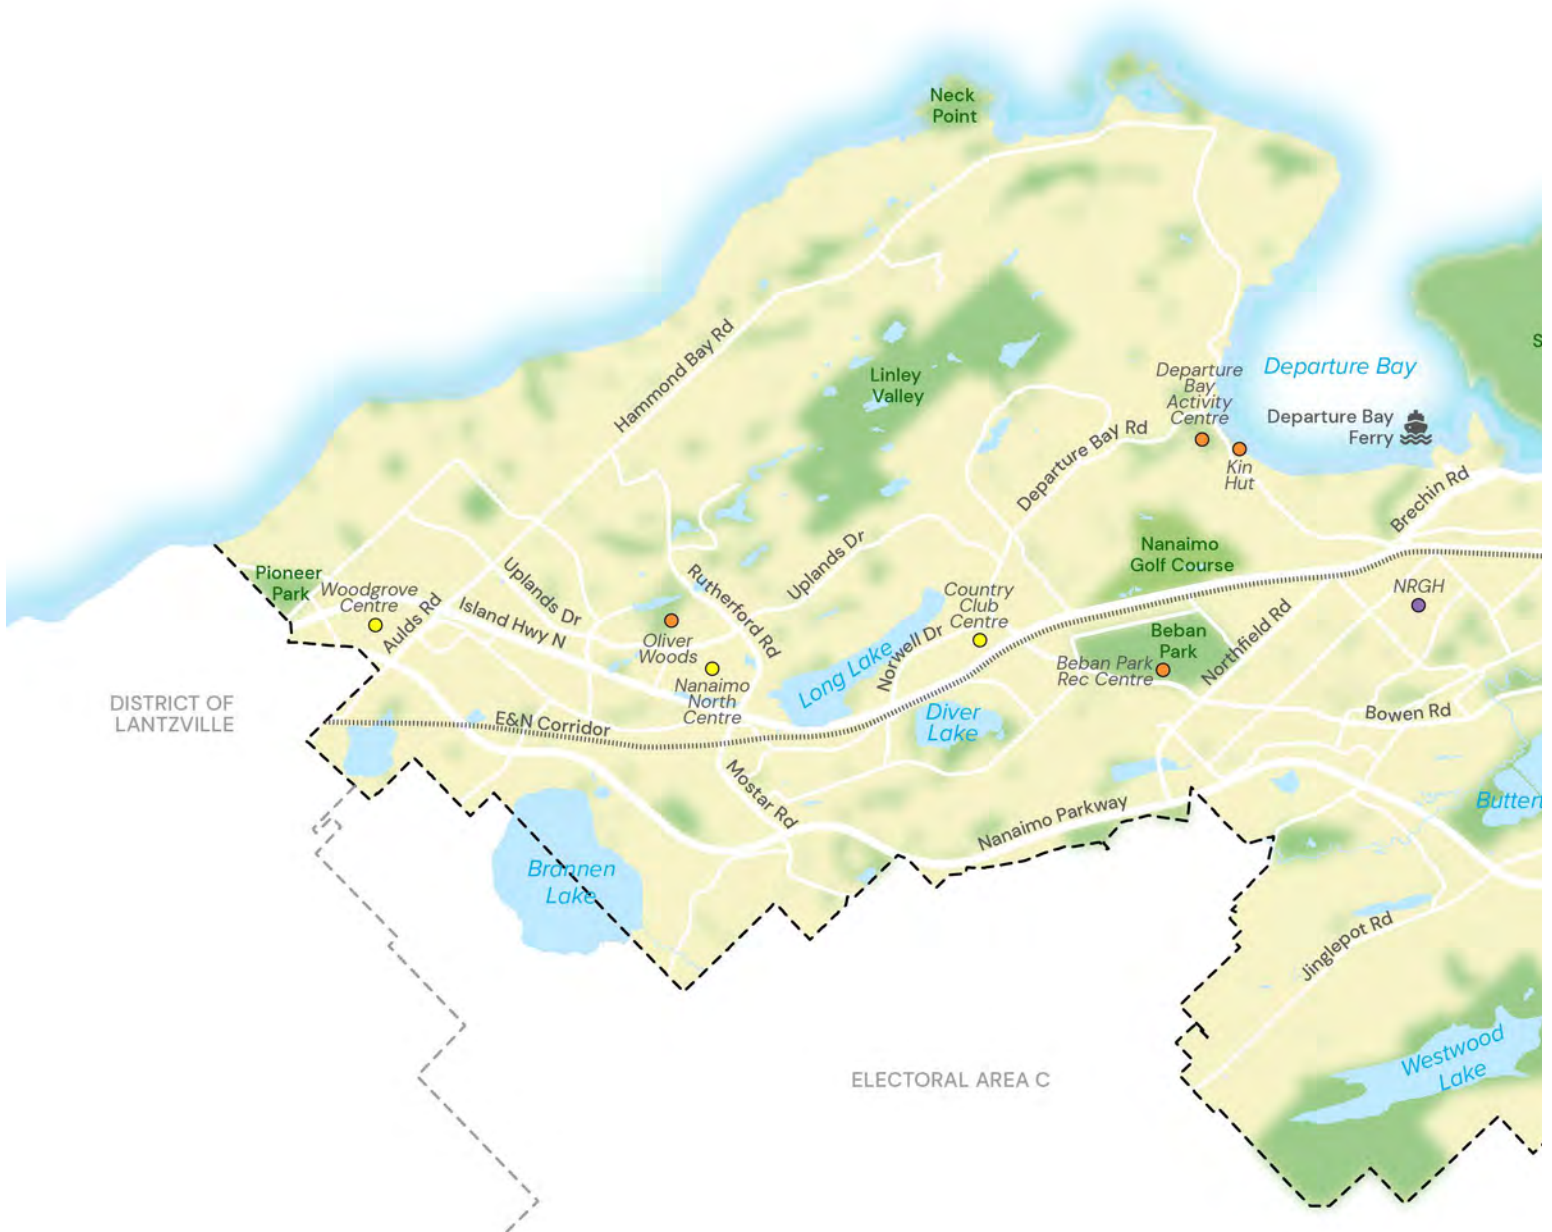 Neck
Point
Hammond Bay Rd
Linley
Valley
Departure Bay
Departure
Bay
Activity
Centre
Departure Bay
Ferry
Kin
Hut
Departure Bay Rd
Brechin Rd
Nanaimo
Golf Course
Pioneer
Park
Woodgrove
Centre
Aulds Rd
Uplands Dr
Island Hwy N
Rutherford Rd
Uplands Dr
Oliver
Woods
Nanaimo
North
Centre
Long Lake
Norwell Dr
Country
Club
Centre
Beban
Park
Beban Park
Rec Centre
Northfield Rd
NRGH
Bowen Rd
DISTRICT OF
LANTZVILLE
E&N Corridor
Diver
Lake
Mostar Rd
Nanaimo Parkway
Butter
Brannen
Lake
Jinglepot Rd
Westwood
Lake
ELECTORAL AREA C
S